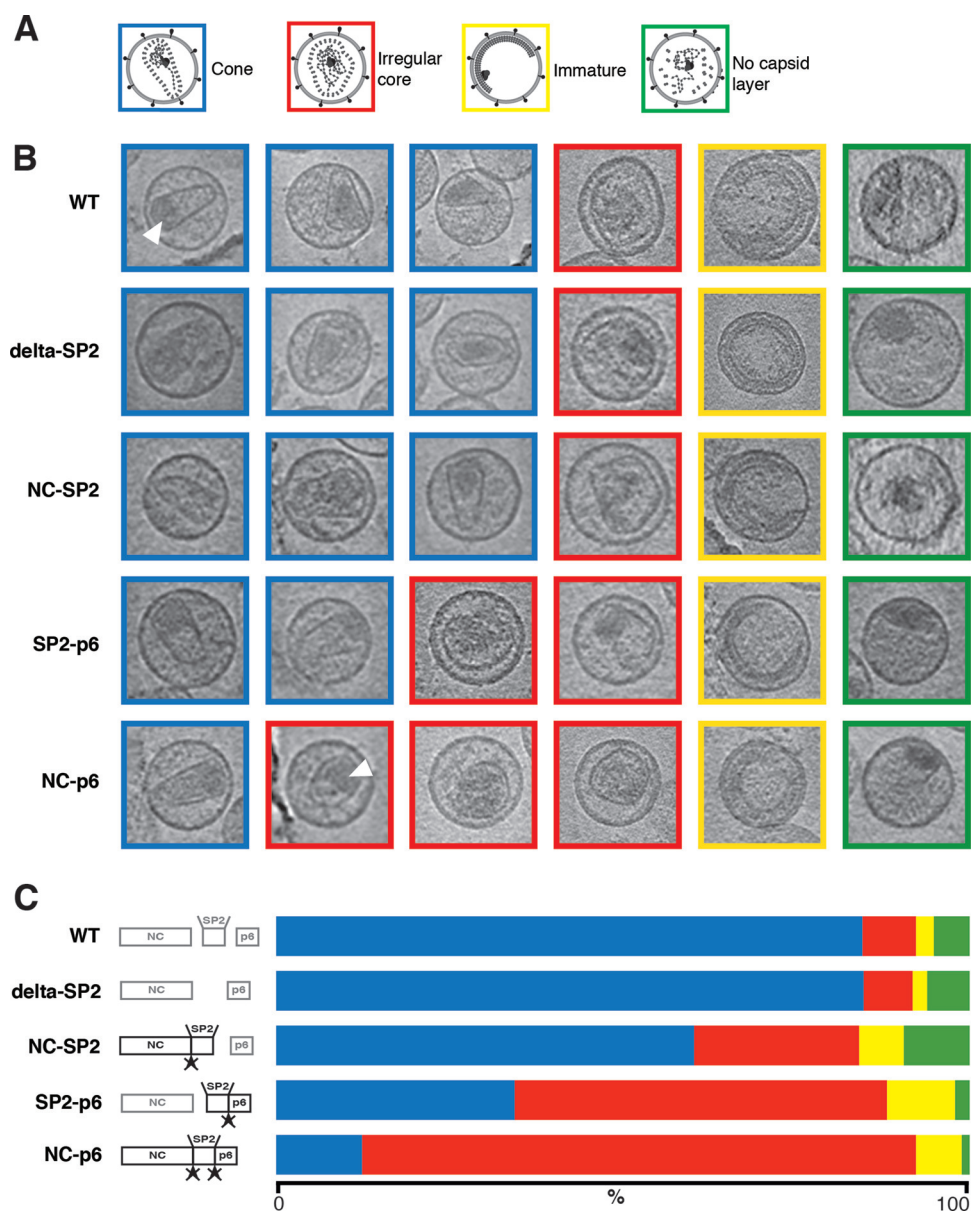 A
Cone
Irregular
core
Immature
No capsid
layer
B
WT
delta-SP2
NC-SP2
SP2-p6
NC-p6
C
WT
NC
SP2
p6
delta-SP2
NC
p6
NC-SP2
NC
SP2
p6
SP2-p6
NC
SP2
p6
NC-p6
NC
SP2
p6
0
%
100